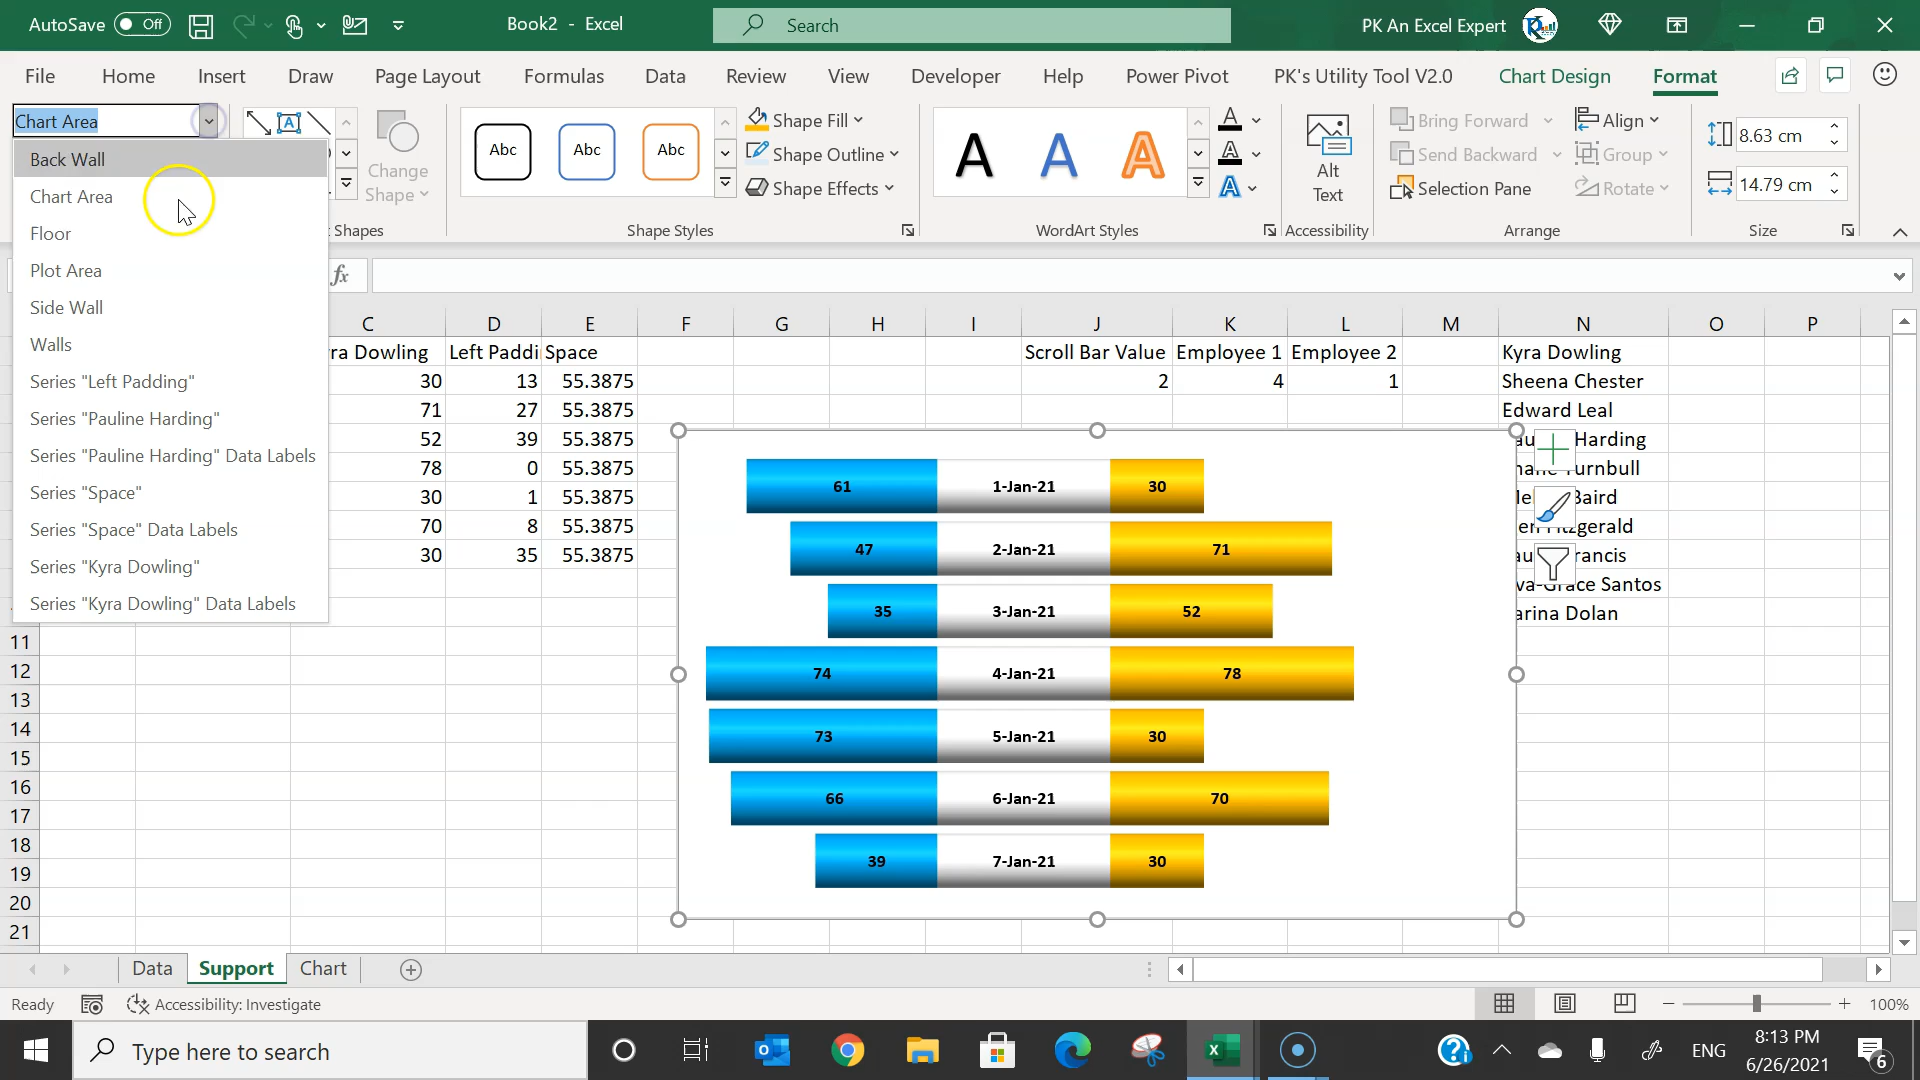 AutoSave Off Book2 - Excel Search PK An Excel Expert
File Home Insert Draw Page Layout Formulas Data Review View Developer Help Power Pivot PK's Utility Tool V2.0 Chart Design Format
Chart Area
Back Wall
Chart Area
Floor
Plot Area
Side Wall
Walls
Series "Left Padding"
Series "Pauline Harding"
Series "Pauline Harding" Data Labels
Series "Space"
Series "Space" Data Labels
Series "Kyra Dowling"
Series "Kyra Dowling" Data Labels
Change
Shape
Abc Abc Abc
Shape Fill
Shape Outline
Shape Effects
A A A
Alt
Text
Bring Forward
Send Backward
Selection Pane
Align
Group
Rotate
8.63 cm
14.79 cm
Shapes Shape Styles WordArt Styles Accessibility Arrange Size
fx
C D E F G H I J K L M N O P
Dowling Space Scroll Bar Value Employee 1 Employee 2 Kyra Dowling
30 13 55.3875 2 4 1 Sheena Chester
71 27 55.3875 Edward Leal
52 39 55.3875 Harding
78 0 55.3875
30 1 55.3875 Baird
70 8 55.3875
30 35 55.3875
Santos
Dolan
11
12
13
14
15
16
17
18
19
20
21
61 1-Jan-21 30
47 2-Jan-21 71
35 3-Jan-21 52
74 4-Jan-21 78
73 5-Jan-21 30
66 6-Jan-21 70
39 7-Jan-21 30
Data Support Chart
Ready Accessibility: Investigate 100%
Type here to search
ENG
8:13 PM
6/26/2021
6